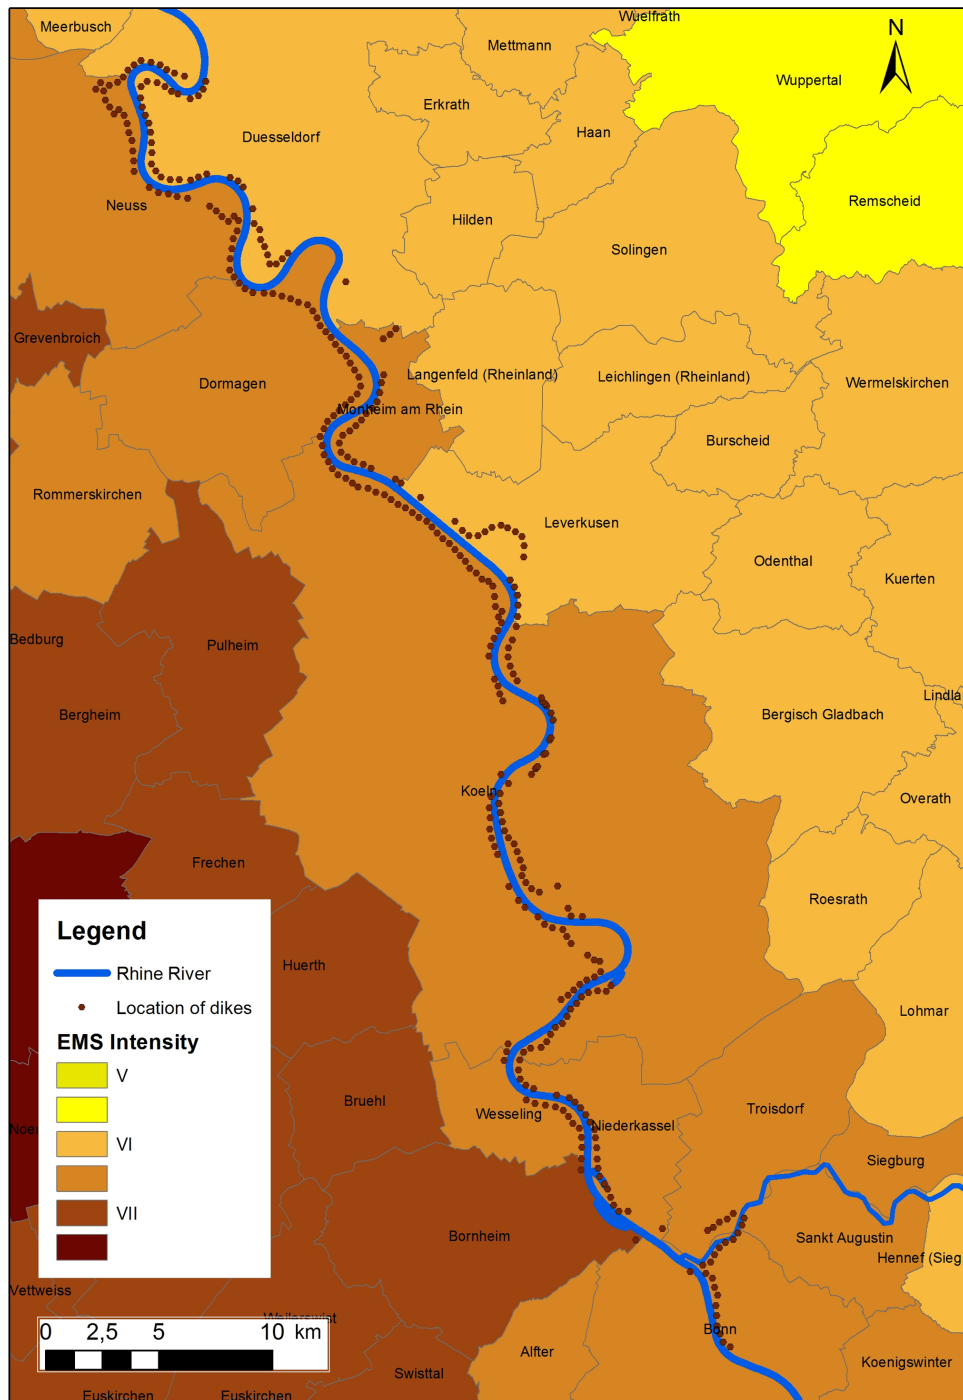 Meerbusch
Wuelfrath
Mettmann
N
Wuppertal
Erkrath
Haan
Duesseldorf
Remscheid
Neuss
Hilden
Solingen
Grevenbroich
Dormagen
Langenfeld (Rheinland)
Leichlingen (Rheinland)
Wermelskirchen
Monheim am Rhein
Burscheid
Rommerskirchen
Leverkusen
Odenthal
Kuerten
Bedburg
Pulheim
Lindla
Bergheim
Bergisch Gladbach
Koeln
Overath
Frechen
Roesrath
Legend
Huerth
Rhine River
Location of dikes
Lohmar
EMS Intensity
V
Bruehl
Wesseling
Troisdorf
Niederkassel
Noer
VI
Siegburg
VII
Bornheim
Sankt Augustin
Hennef (Sieg
Vettweiss
Weilerswist
0 2,5 5 10 km
Bonn
Alfter
Koenigswinter
Swisttal
Euskirchen
Euskirchen